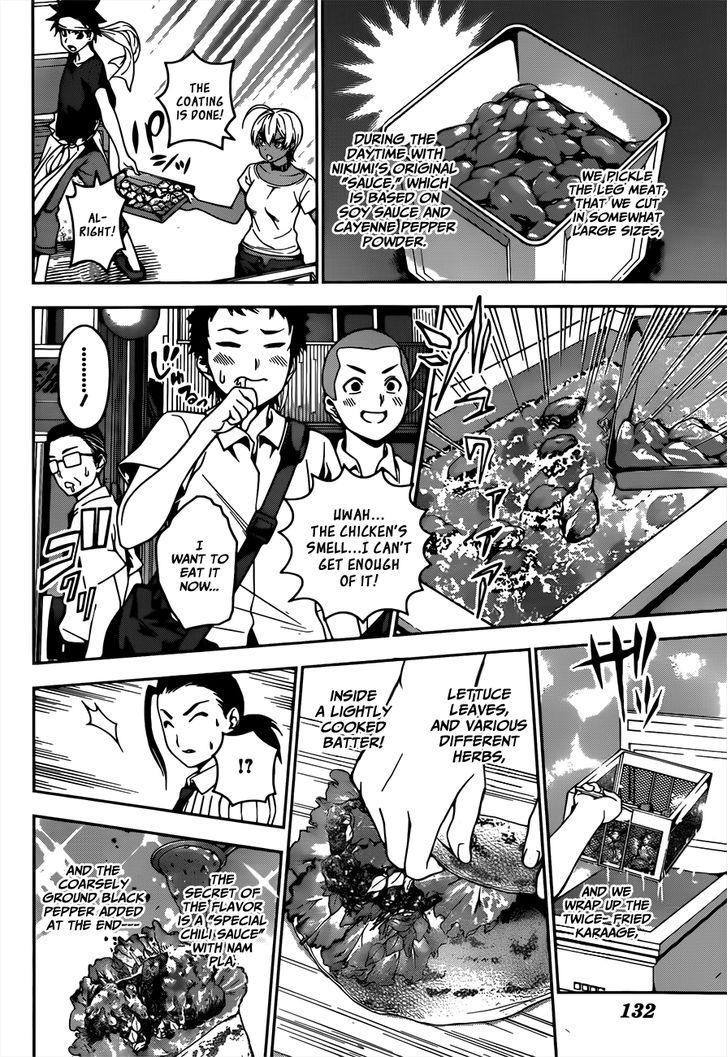 WE PICKLE
THE LEG MEAT,
THAT WE CUT
IN SOMEWHAT
LARGE SIZES,
DURING THE
DAYTIME WITH
NIKUMI'S ORIGINAL
"SAUCE," WHICH
IS BASED ON
SOY SAUCE AND
CAYENNE PEPPER
POWDER.
THE
COATING
IS DONE!
AL-
RIGHT!
UWAH...
THE CHICKEN'S
SMELL...I CAN'T
GET ENOUGH
OF IT!
I
WANT TO
EAT IT
NOW...
.........
AND WE
WRAP UP THE
TWICE-FRIED
KARAAGE,
LETTUCE
LEAVES,
AND VARIOUS
DIFFERENT
HERBS,
INSIDE
A LIGHTLY
COOKED
BATTER!
!?
THE
SECRET OF
THE FLAVOR
IS A "SPECIAL
CHILI SAUCE"
WITH NAM
PLA,
AND THE
COARSELY
GROUND BLACK
PEPPER ADDED
AT THE END---
132